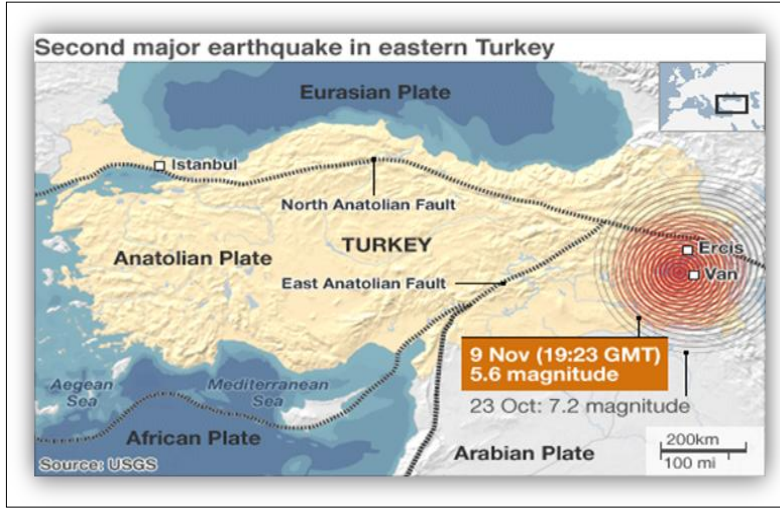 Second major earthquake in eastern Turkey
Eurasian Plate
Istanbul
North Anatolian Fault
TURKEY
Anatolian Plate
Ercis
Van
East Anatolian Fault
9 Nov (19:23 GMT)
5.6 magnitude
23 Oct: 7.2 magnitude
Aegean
Sea
Mediterranean
Sea
African Plate
Arabian Plate
200km
100 mi
Source: USGS